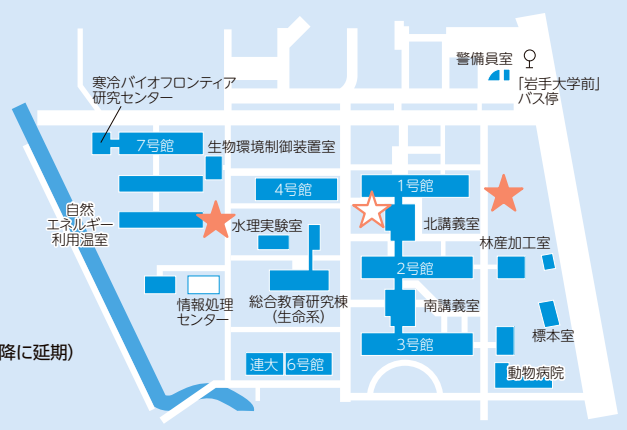 警備員室
「岩手大学前」
バス停
寒冷バイオフロンティア
研究センター
7号館
生物環境制御装置室
4号館
1号館
自然
エネルギー
利用温室
水理実験室
北講義室
林産加工室
2号館
情報処理
センター
総合教育研究棟
（生命系）
南講義室
標本室
3号館
降に延期）
連大
6号館
動物病院